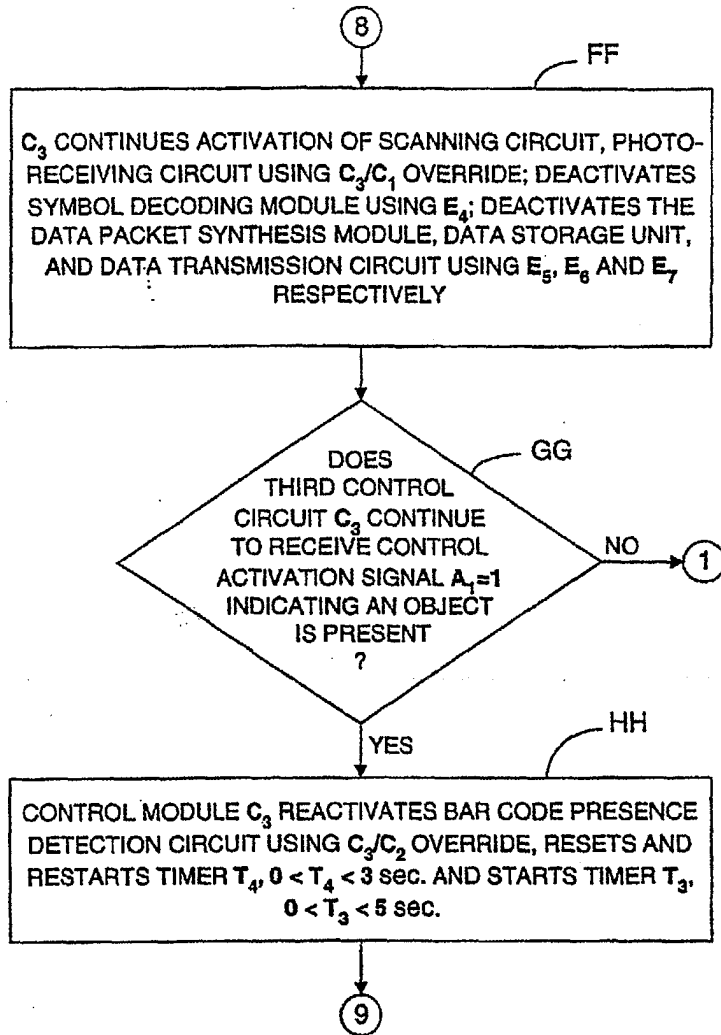 8
FF
C3 CONTINUES ACTIVATION OF SCANNING CIRCUIT, PHOTO-
RECEIVING CIRCUIT USING C3/C1 OVERRIDE; DEACTIVATES
SYMBOL DECODING MODULE USING E4; DEACTIVATES THE
DATA PACKET SYNTHESIS MODULE, DATA STORAGE UNIT,
AND DATA TRANSMISSION CIRCUIT USING E5, E6 AND E7
RESPECTIVELY
GG
DOES
THIRD CONTROL
CIRCUIT C3 CONTINUE
TO RECEIVE CONTROL
ACTIVATION SIGNAL A1=1
INDICATING AN OBJECT
IS PRESENT
?
NO
1
YES
HH
CONTROL MODULE C3 REACTIVATES BAR CODE PRESENCE
DETECTION CIRCUIT USING C3/C2 OVERRIDE, RESETS AND
RESTARTS TIMER T4, 0 < T4 < 3 sec. AND STARTS TIMER T3,
0 < T3 < 5 sec.
9